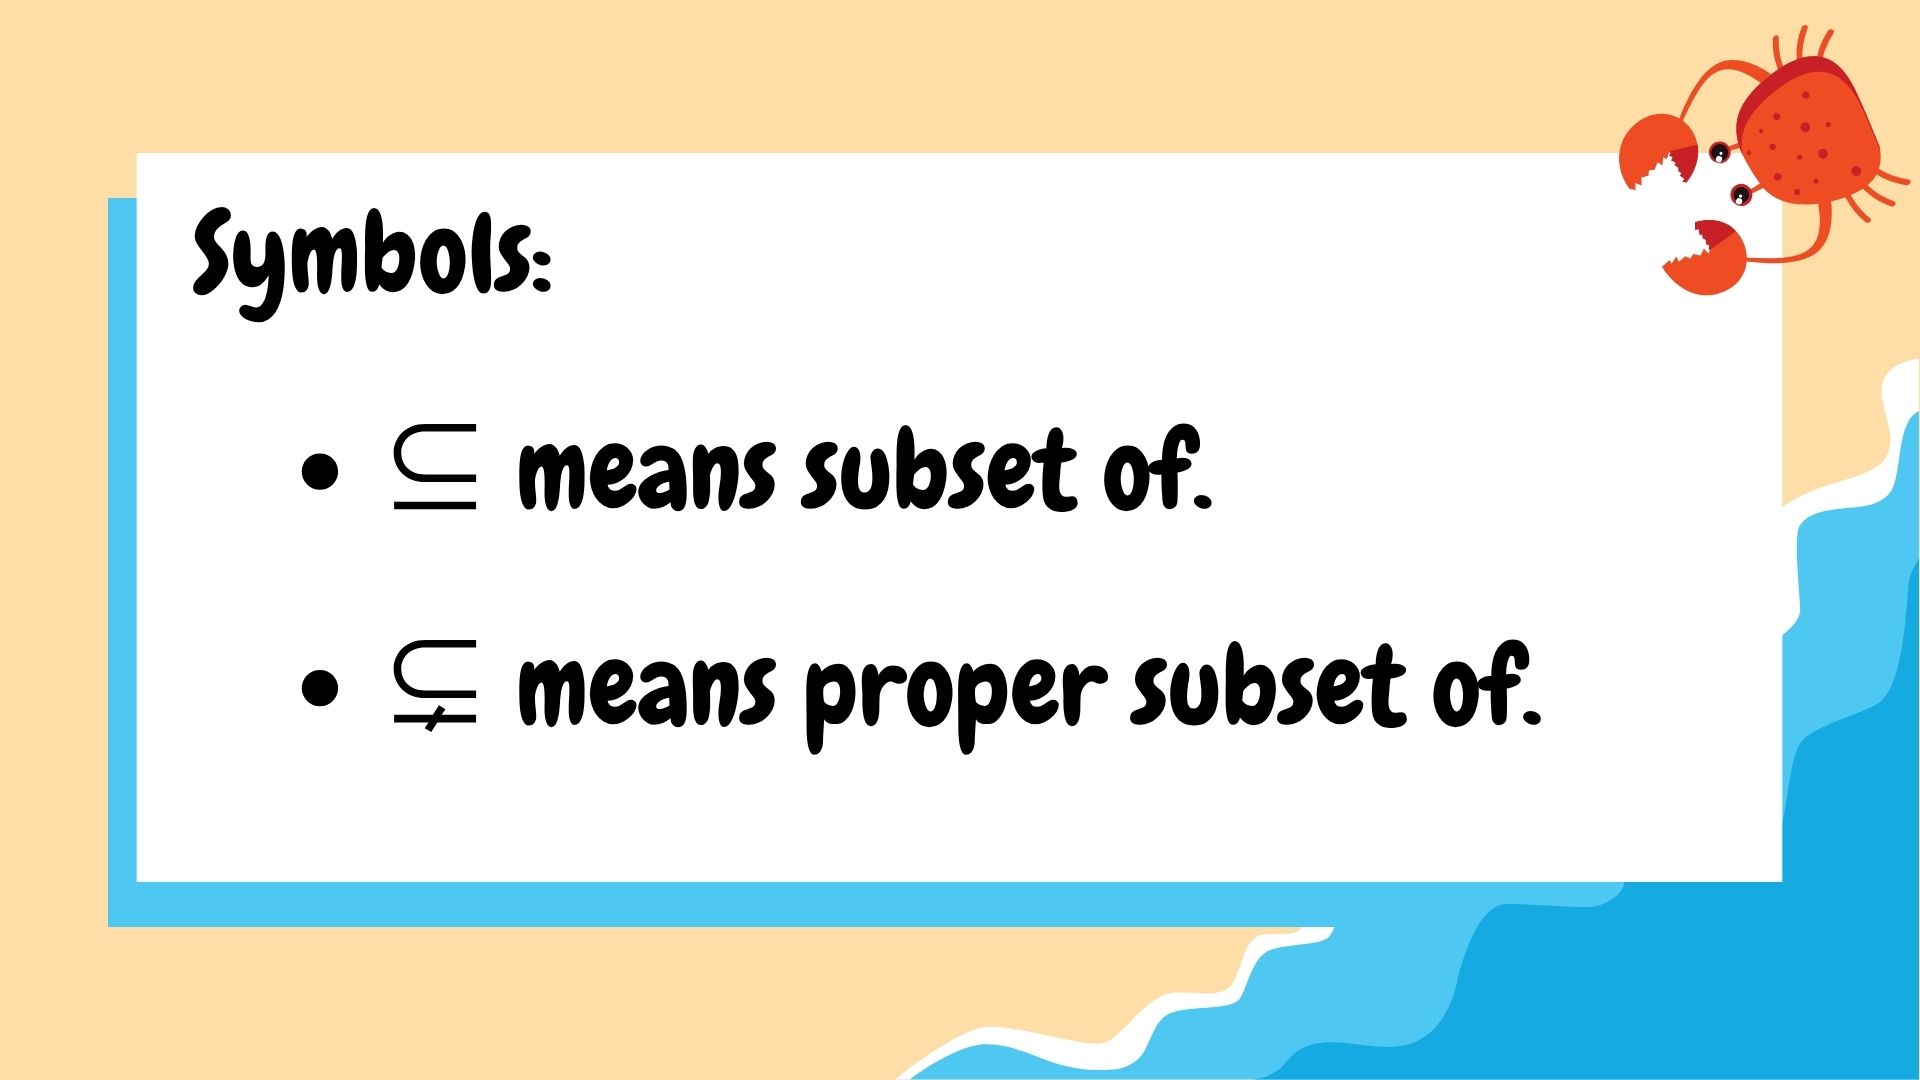 Symbols:
• ⊆ means subset of.
• ⊊ means proper subset of.